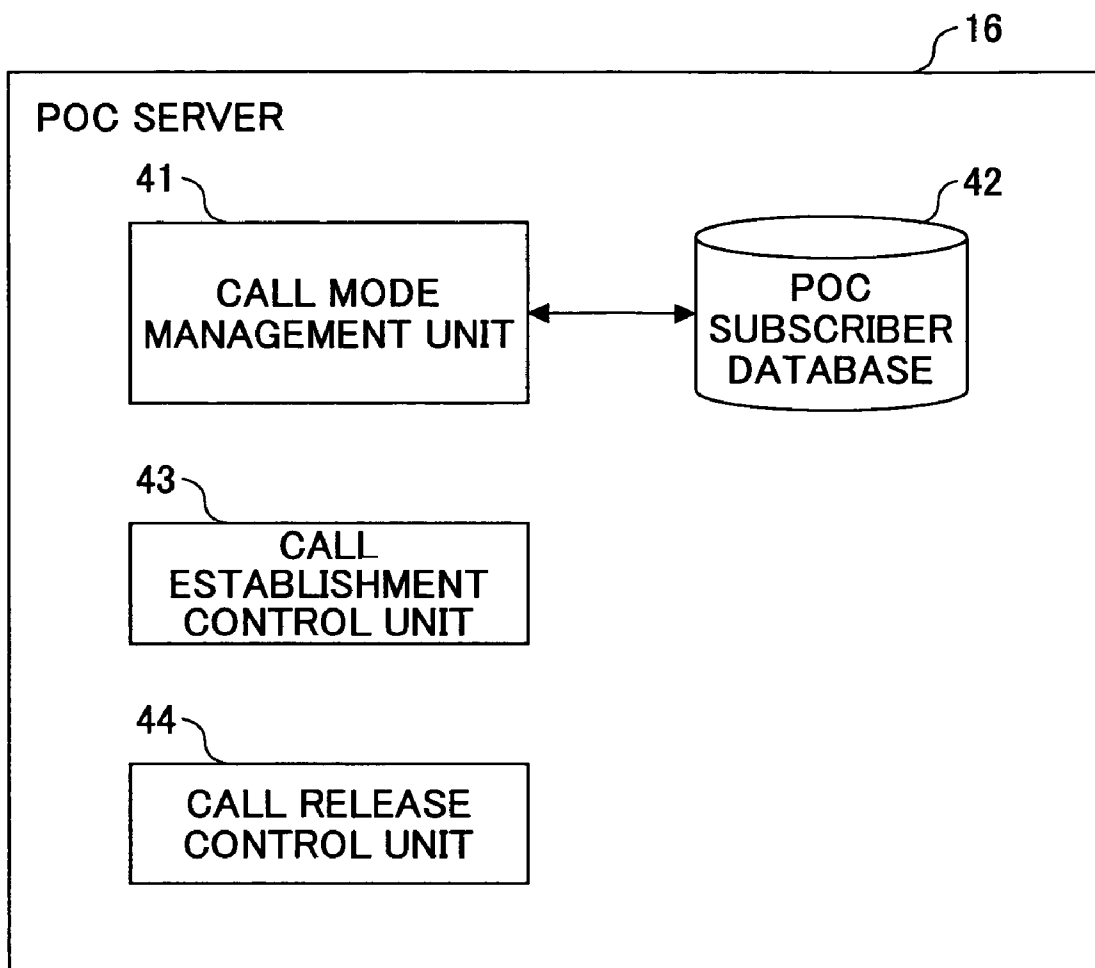 16
POC SERVER
41
42
CALL MODE
MANAGEMENT UNIT
POC
SUBSCRIBER
DATABASE
43
CALL
ESTABLISHMENT
CONTROL UNIT
44
CALL RELEASE
CONTROL UNIT